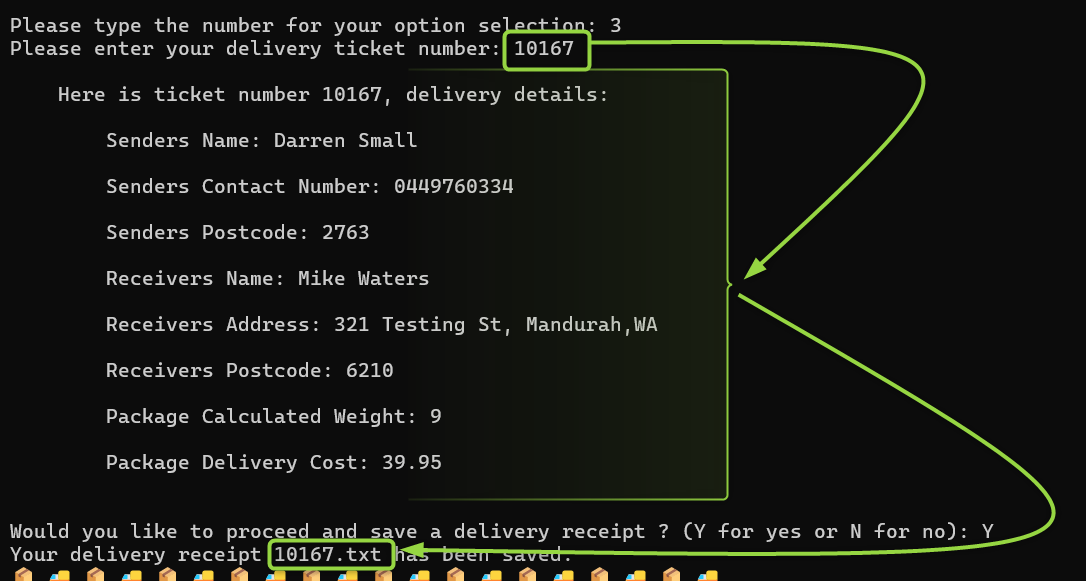 Please type the number for your option selection: 3
Please enter your delivery ticket number: 10167
Here is ticket number 10167, delivery details:
Senders Name: Darren Small
Senders Contact Number: 0449760334
Senders Postcode: 2763
Receivers Name: Mike Waters
Receivers Address: 321 Testing St, Mandurah,WA
Receivers Postcode: 6210
Package Calculated Weight: 9
Package Delivery Cost: 39.95
Would you like to proceed and save a delivery receipt ? (Y for yes or N for no): Y
Your delivery receipt 10167.txt has been saved.